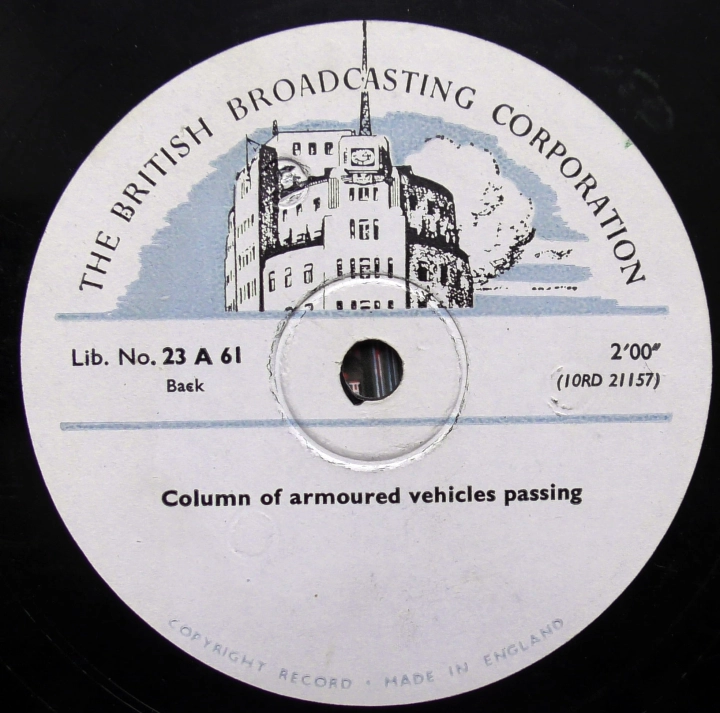 THE BRITISH BROADCASTING CORPORATION
Lib. No. 23 A 61
2'00"
Back
(10RD 21157)
Column of armoured vehicles passing
COPYRIGHT RECORD · MADE IN ENGLAND